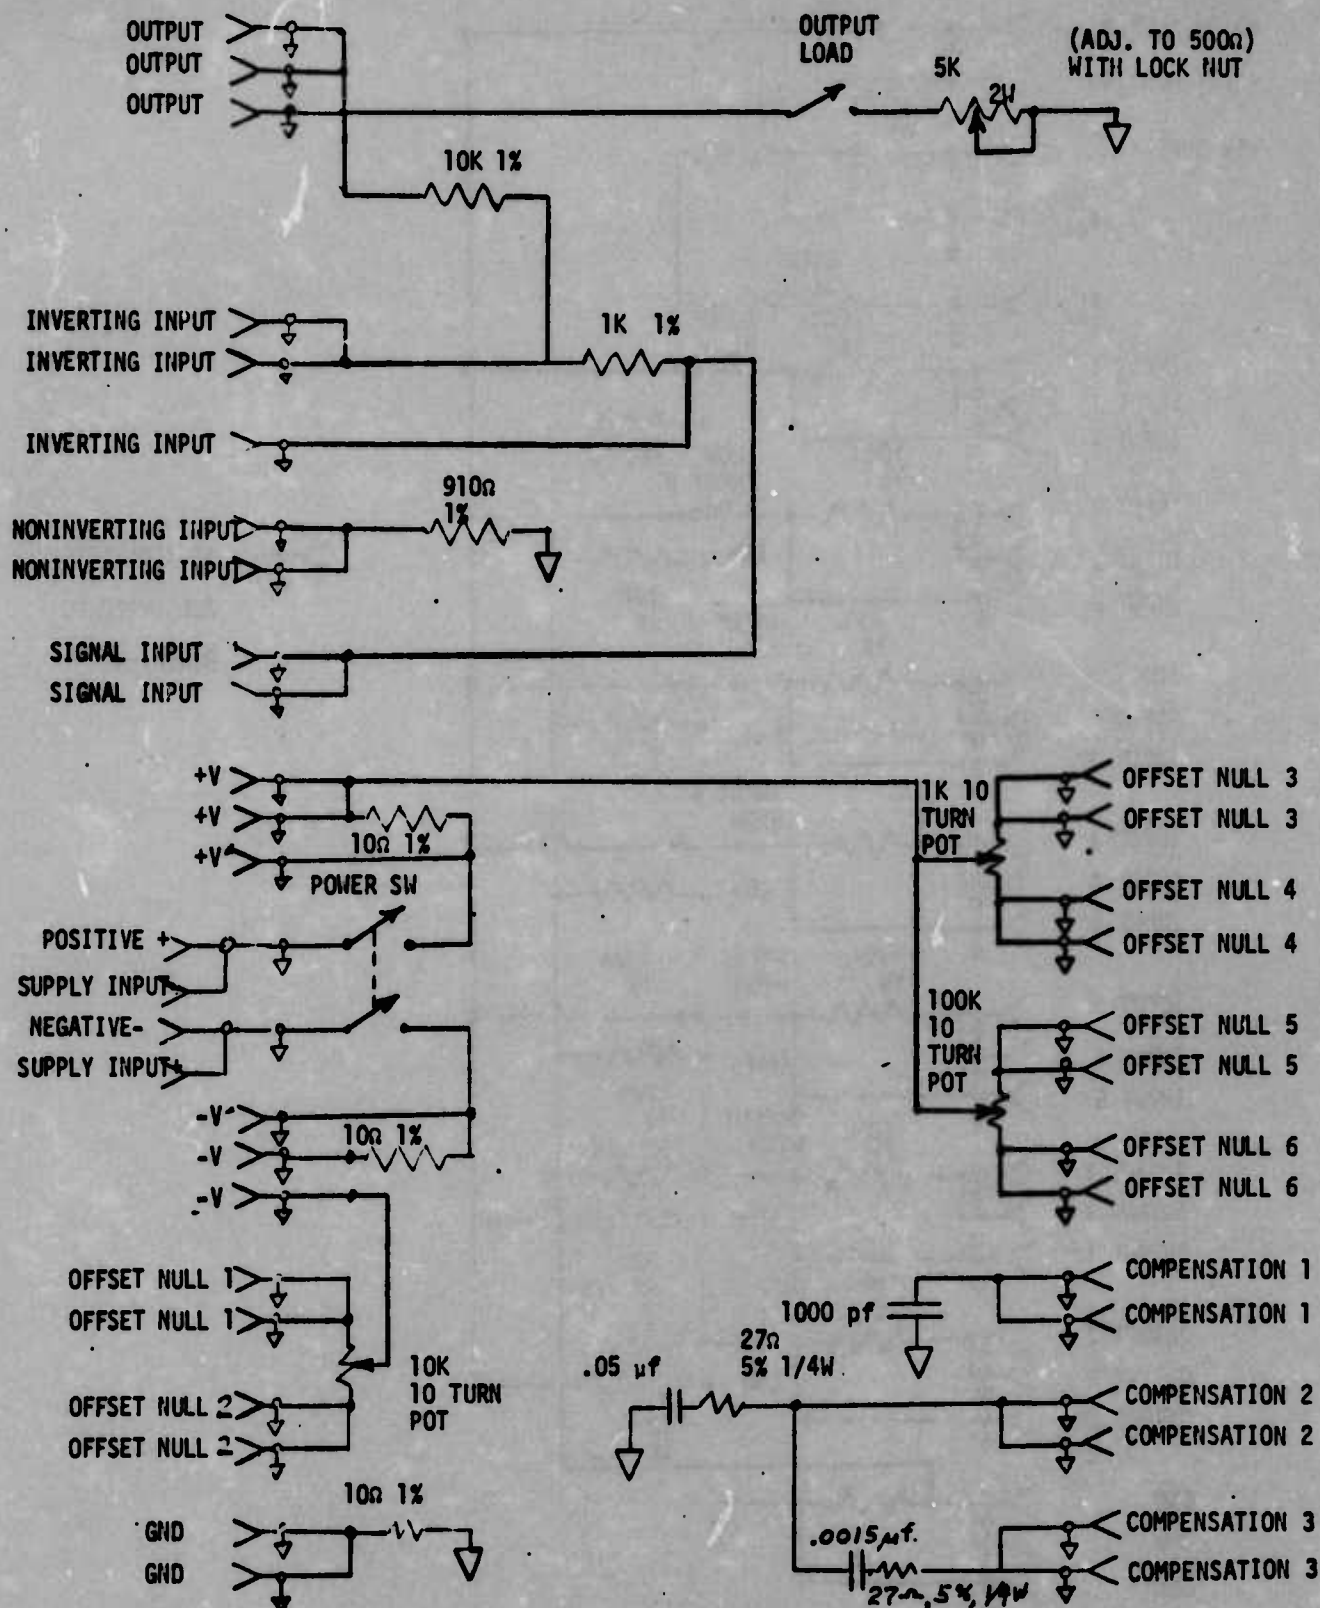 OUTPUT
OUTPUT
OUTPUT
OUTPUT
LOAD
5K
2W
(ADJ. TO 500Ω)
WITH LOCK NUT
10K 1%
INVERTING INPUT
INVERTING INPUT
1K 1%
INVERTING INPUT
910Ω
1%
NONINVERTING INPUT
NONINVERTING INPUT
SIGNAL INPUT
SIGNAL INPUT
+V
+V
10Ω 1%
+V'
POWER SW
POSITIVE +
SUPPLY INPUT-
NEGATIVE-
SUPPLY INPUT+
-V'
10Ω 1%
-V
-V
1K 10
TURN
POT
OFFSET NULL 3
OFFSET NULL 3
OFFSET NULL 4
OFFSET NULL 4
100K
10
TURN
POT
OFFSET NULL 5
OFFSET NULL 5
OFFSET NULL 6
OFFSET NULL 6
OFFSET NULL 1
OFFSET NULL 1
10K
10 TURN
POT
OFFSET NULL 2
OFFSET NULL 2
10Ω 1%
GND
GND
1000 pf
COMPENSATION 1
COMPENSATION 1
.05 µf
27Ω
5% 1/4W
COMPENSATION 2
COMPENSATION 2
.0015µf.
27Ω, 5%, 1/4W
COMPENSATION 3
COMPENSATION 3